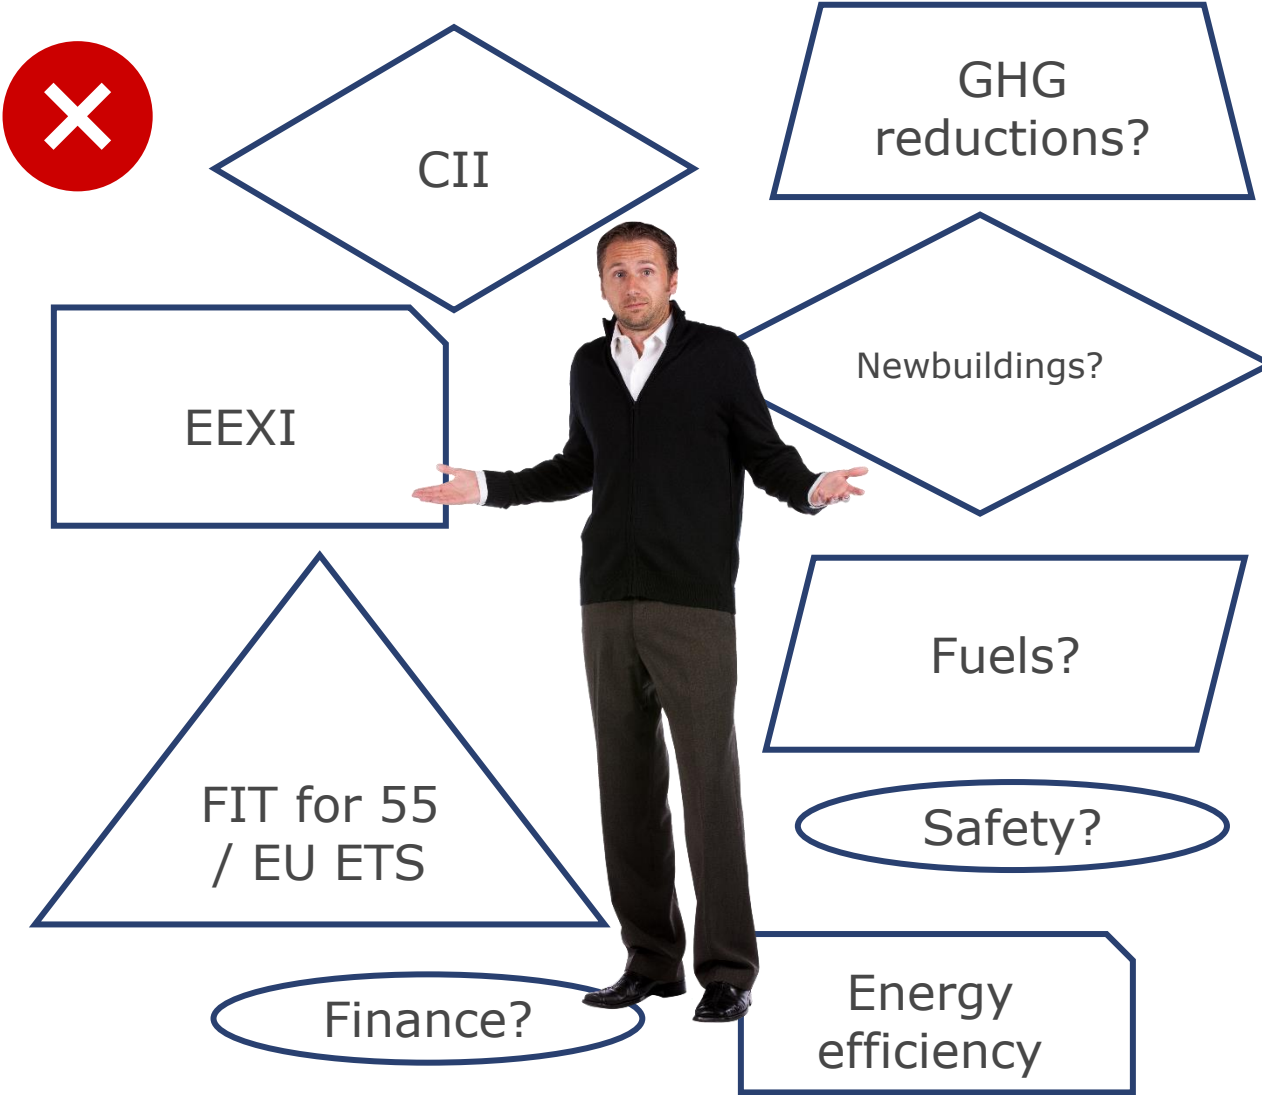 CII
GHG
reductions?
EEXI
Newbuildings?
FIT for 55
/ EU ETS
Fuels?
Safety?
Finance?
Energy
efficiency